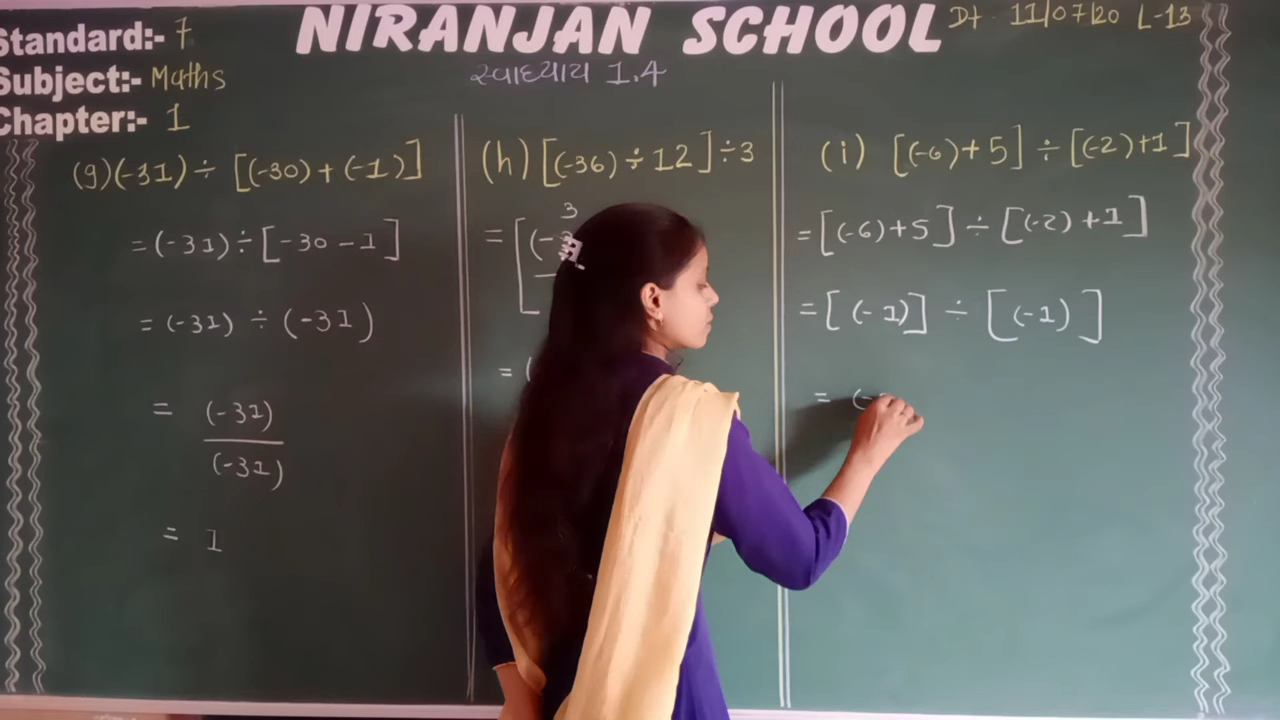 NIRANJAN SCHOOL
Dt 11/07/20 L-13
Standard:- 7
Subject:- Maths
Chapter:- 1
સ્વાધ્યાય 1.4
(g) (-31) ÷ [(-30) + (-1)]
= (-31) ÷ [-30 - 1]
= (-31) ÷ (-31)
= (-31)
(-31)
= 1
(h) [(-36) ÷ 12] ÷ 3
3
= [(-3
= (
(i) [(-6) + 5] ÷ [(-2) + 1]
= [(-6) + 5] ÷ [(-2) + 1]
= [(-1)] ÷ [(-1)]
= (-